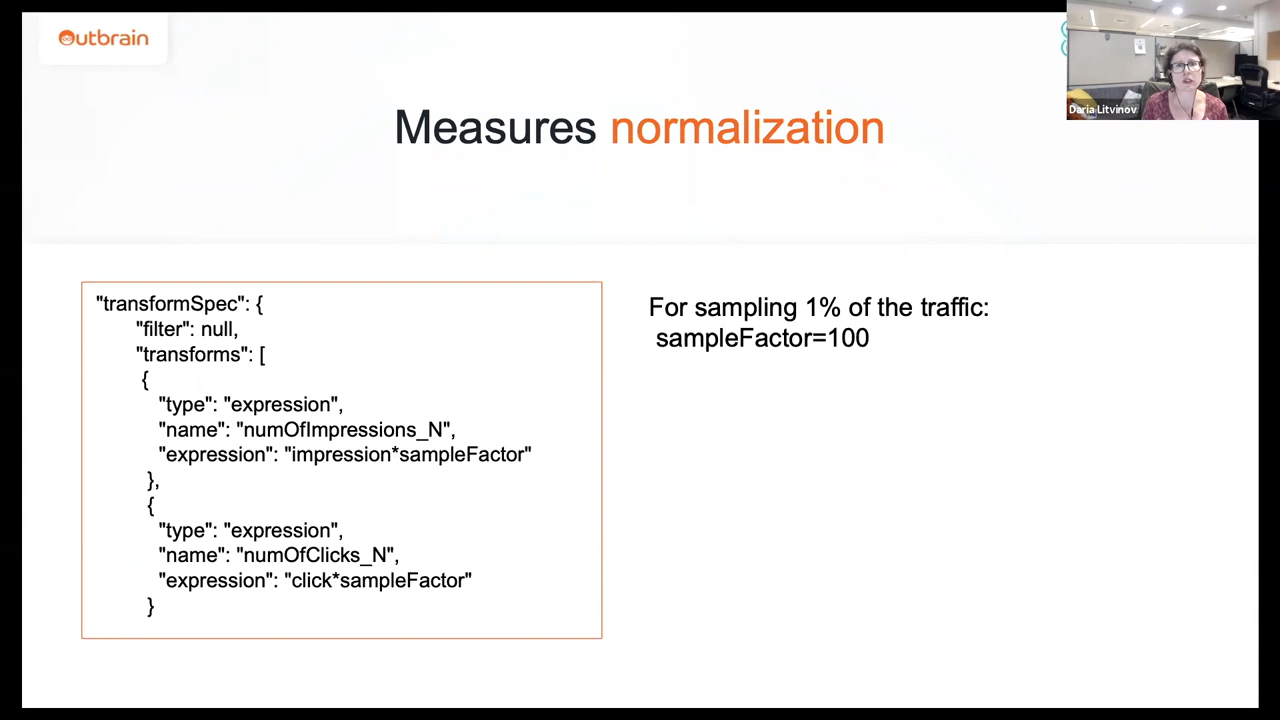 Outbrain
Daria Litvinov
Measures normalization
"transformSpec": {
"filter": null,
"transforms": [
{
"type": "expression",
"name": "numOfImpressions_N",
"expression": "impression*sampleFactor"
},
{
"type": "expression",
"name": "numOfClicks_N",
"expression": "click*sampleFactor"
}
For sampling 1% of the traffic:
sampleFactor=100